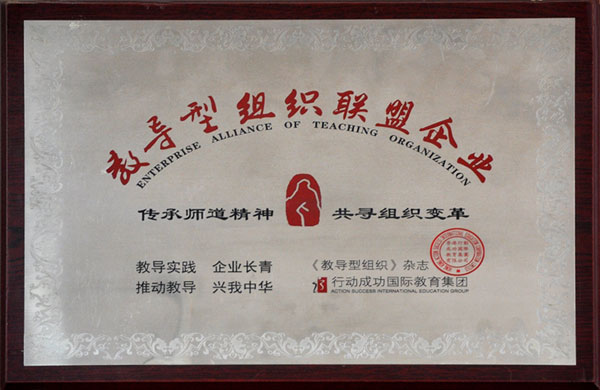 教导型组织联盟企业
ENTERPRISE ALLIANCE OF TEACHING ORGANIZATION
传承师道精神 共寻组织变革
教导实践 企业长青 《教导型组织》杂志
推动教导 兴我中华 行动成功国际教育集团
ACTION SUCCESS INTERNATIONAL EDUCATION GROUP